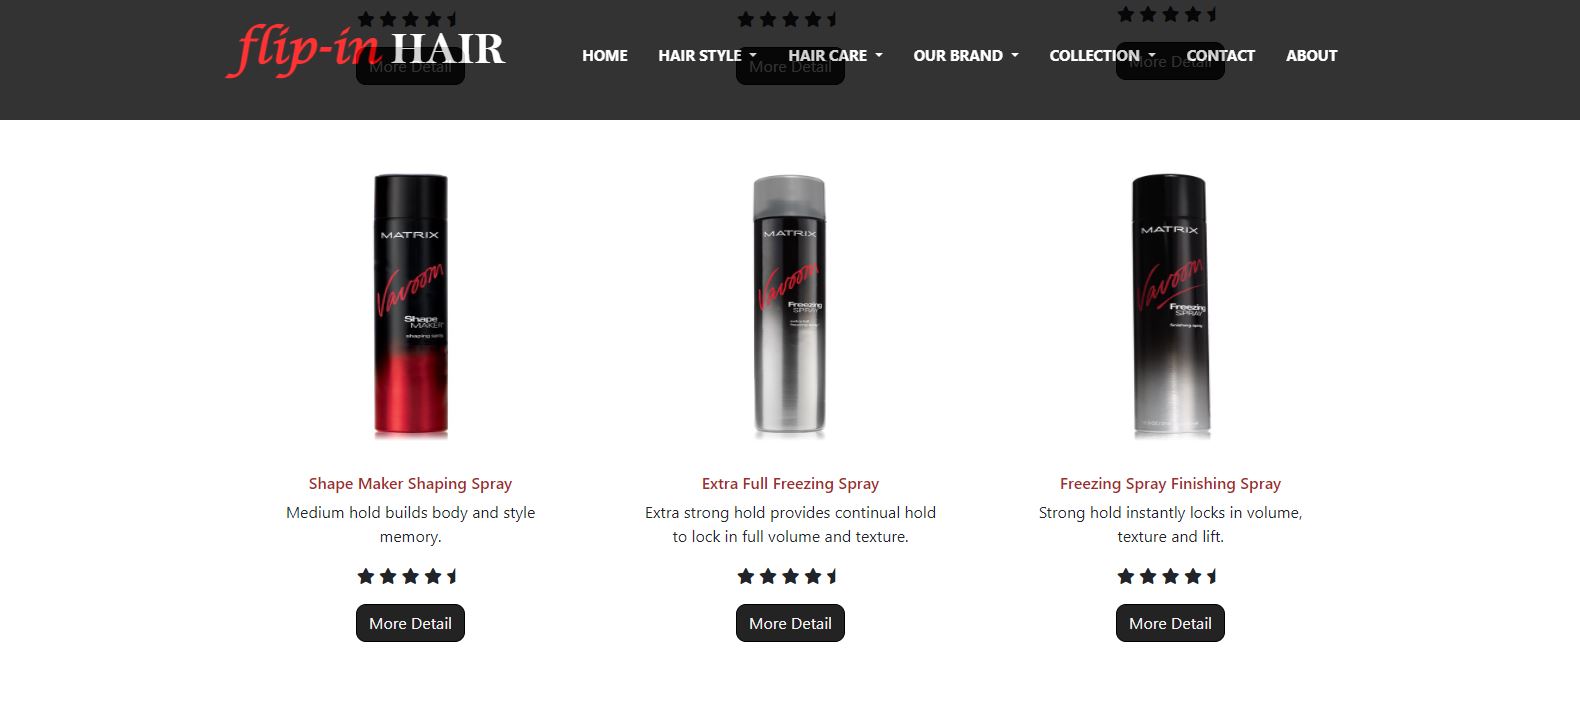 flip-in HAIR
HOME HAIR STYLE HAIR CARE OUR BRAND COLLECTION CONTACT ABOUT
More Detail More Detail More Detail
MATRIX
Vavoom
Shape
MAKER
shaping spray
MATRIX
Vavoom
Freezing
SPRAY
extra full
freezing spray
MATRIX
Vavoom
Freezing
SPRAY
finishing spray
Shape Maker Shaping Spray
Medium hold builds body and style
memory.
More Detail
Extra Full Freezing Spray
Extra strong hold provides continual hold
to lock in full volume and texture.
More Detail
Freezing Spray Finishing Spray
Strong hold instantly locks in volume,
texture and lift.
More Detail